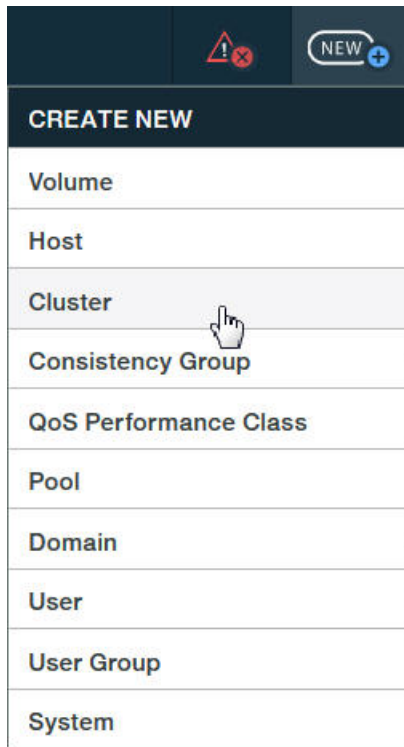 NEW
CREATE NEW
Volume
Host
Cluster
Consistency Group
QoS Performance Class
Pool
Domain
User
User Group
System